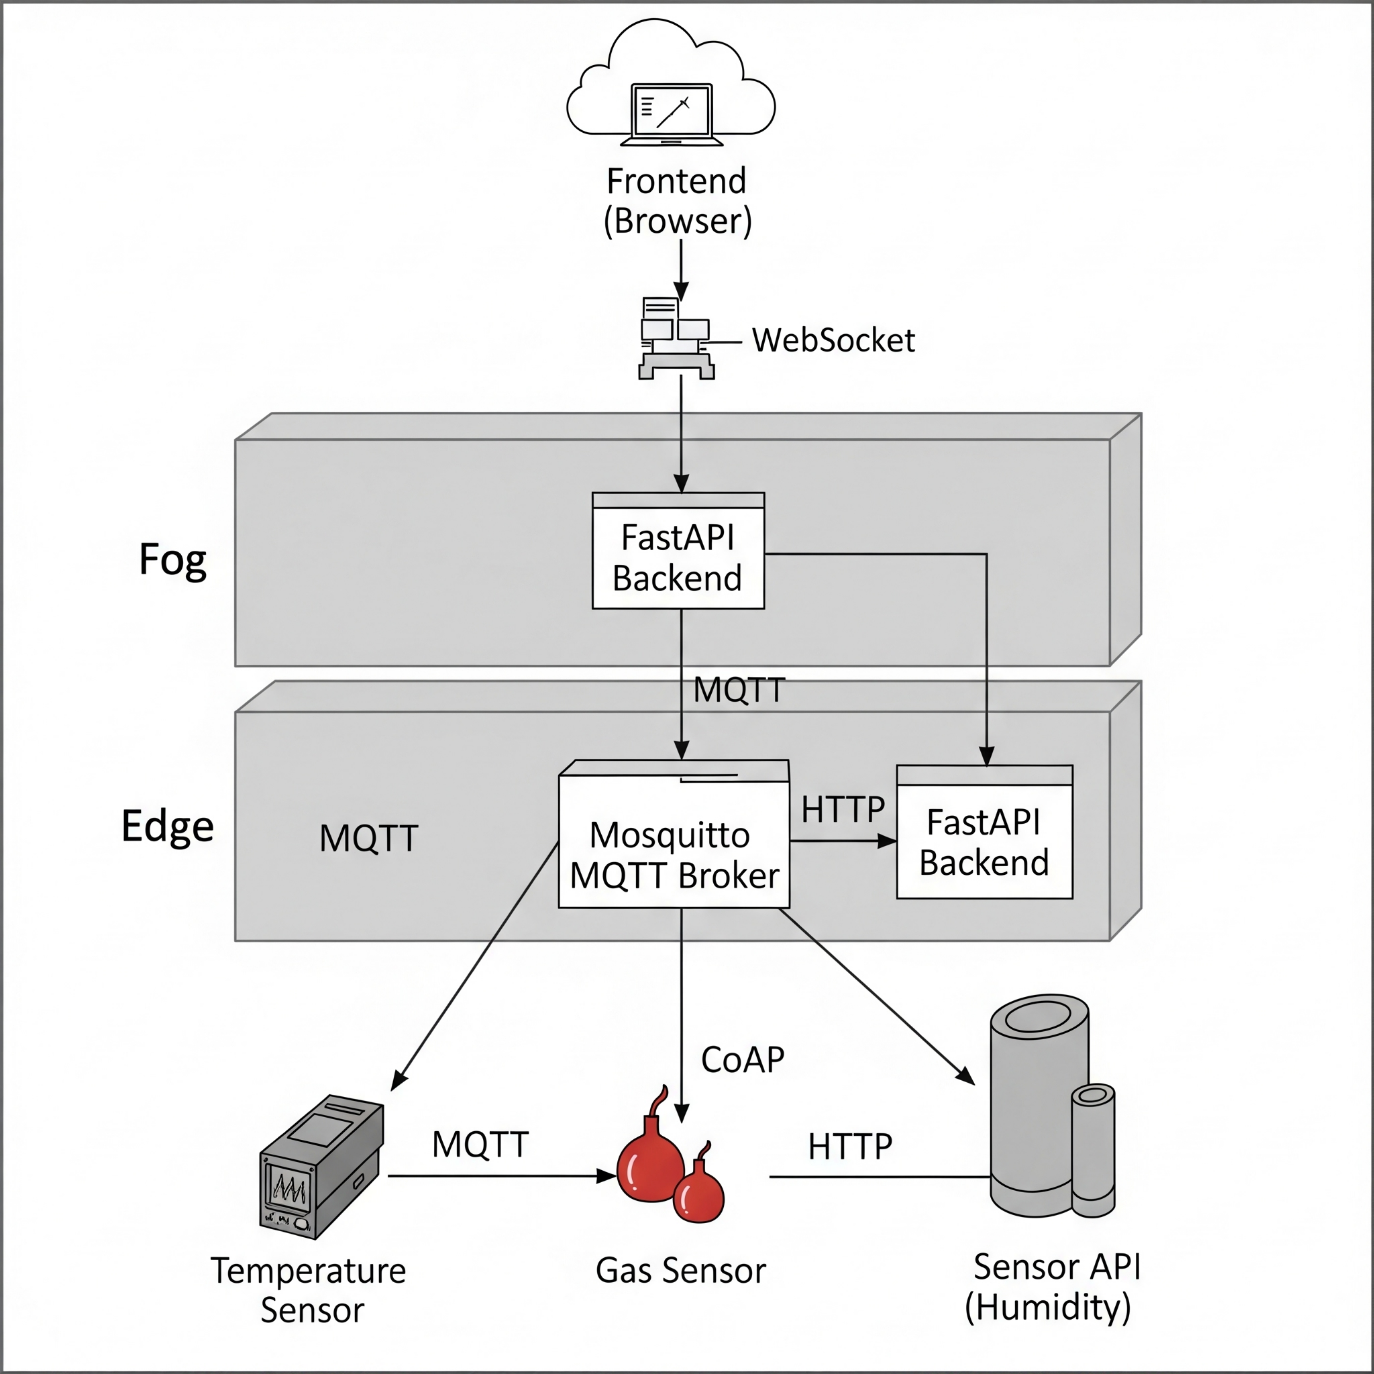 Frontend
(Browser)
WebSocket
Fog
FastAPI
Backend
MQTT
Edge
MQTT
Mosquitto
MQTT Broker
HTTP
FastAPI
Backend
CoAP
MQTT
HTTP
Temperature
Sensor
Gas Sensor
Sensor API
(Humidity)